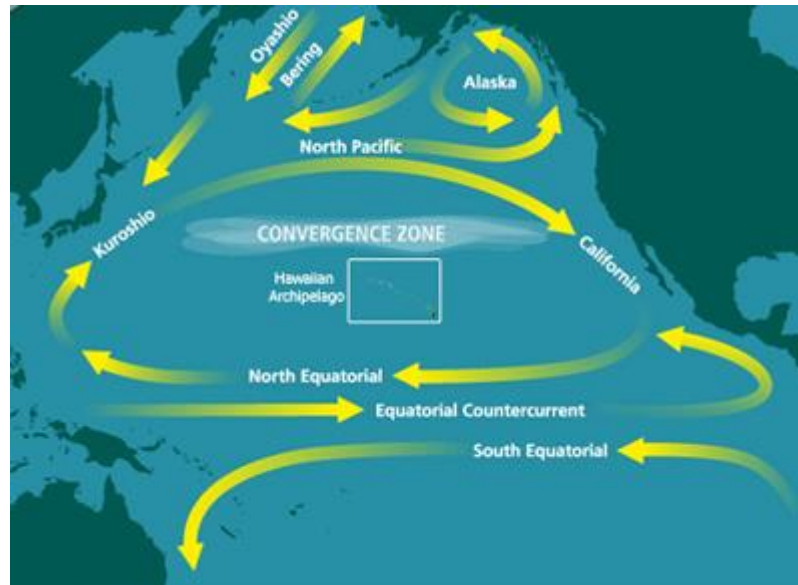 Oyashio
Bering
Alaska
North Pacific
Kuroshio
CONVERGENCE ZONE
California
Hawaiian
Archipelago
North Equatorial
Equatorial Countercurrent
South Equatorial